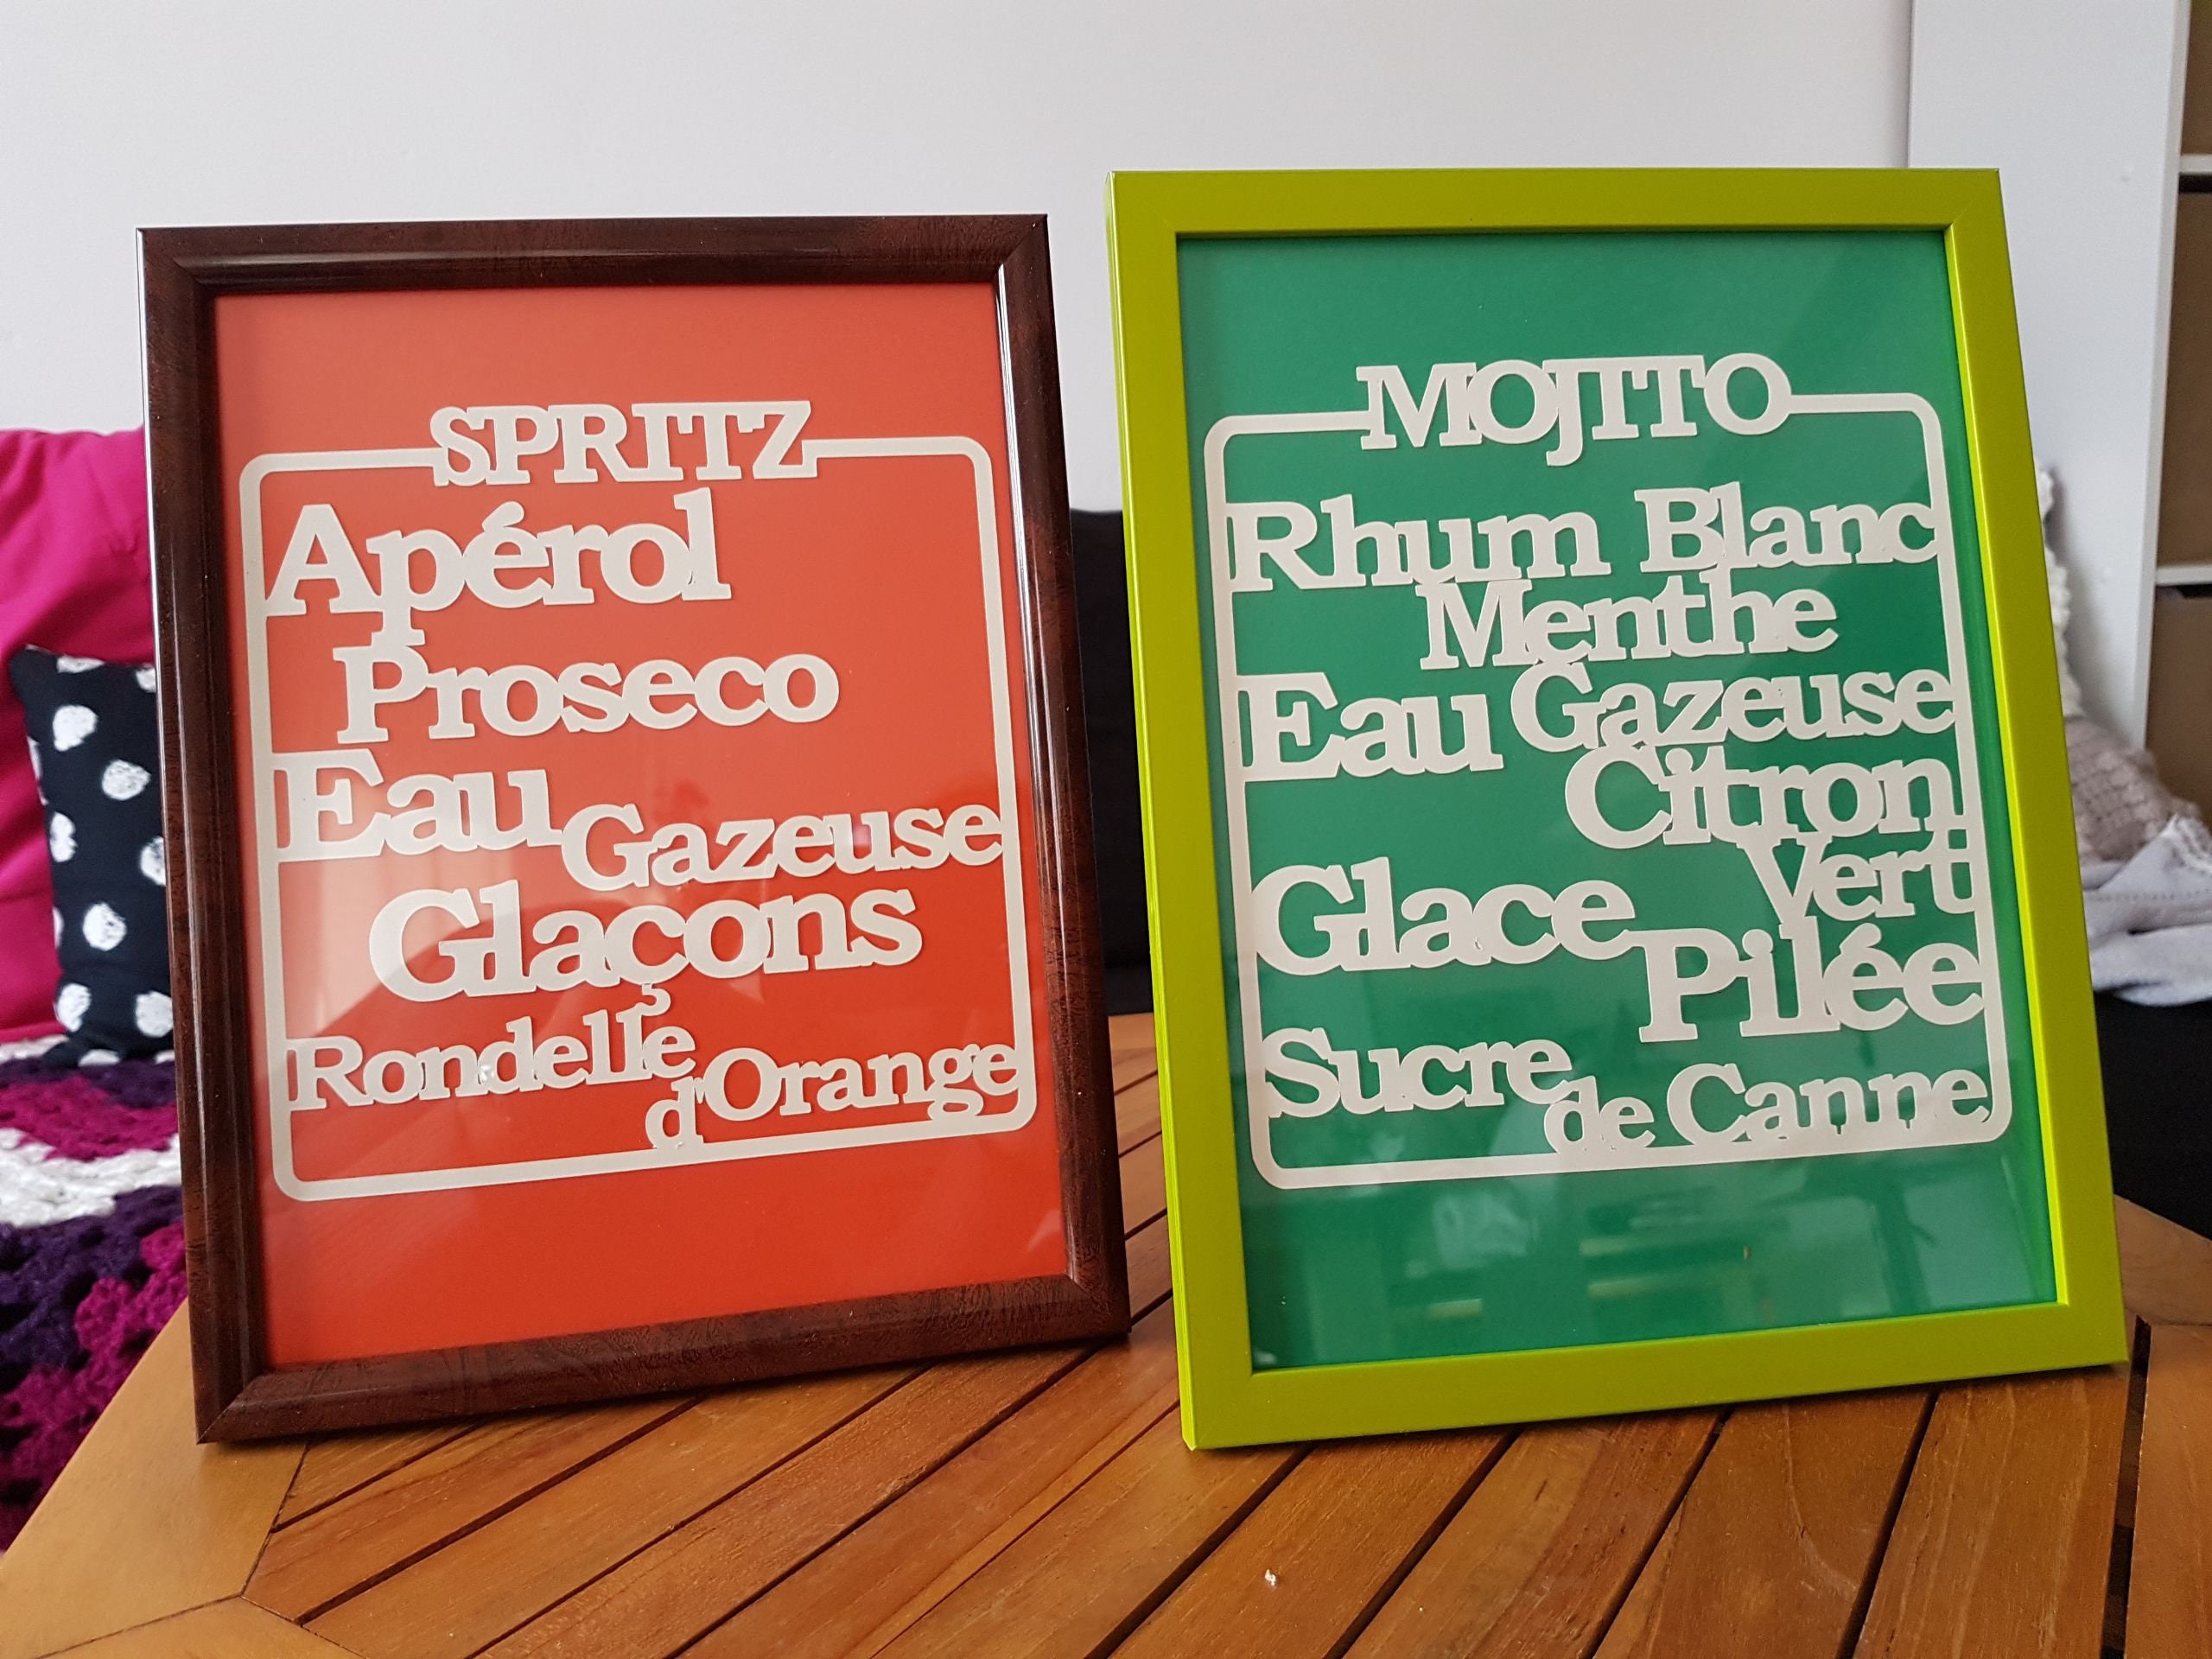 SPRITZ
Apérol
Proseco
Eau Gazeuse
Glaçons
Rondelle
d'Orange
MOJITO
Rhum Blanc
Menthe
Eau Gazeuse
Citron
Vert
Glace Pilée
Sucre
de Canne